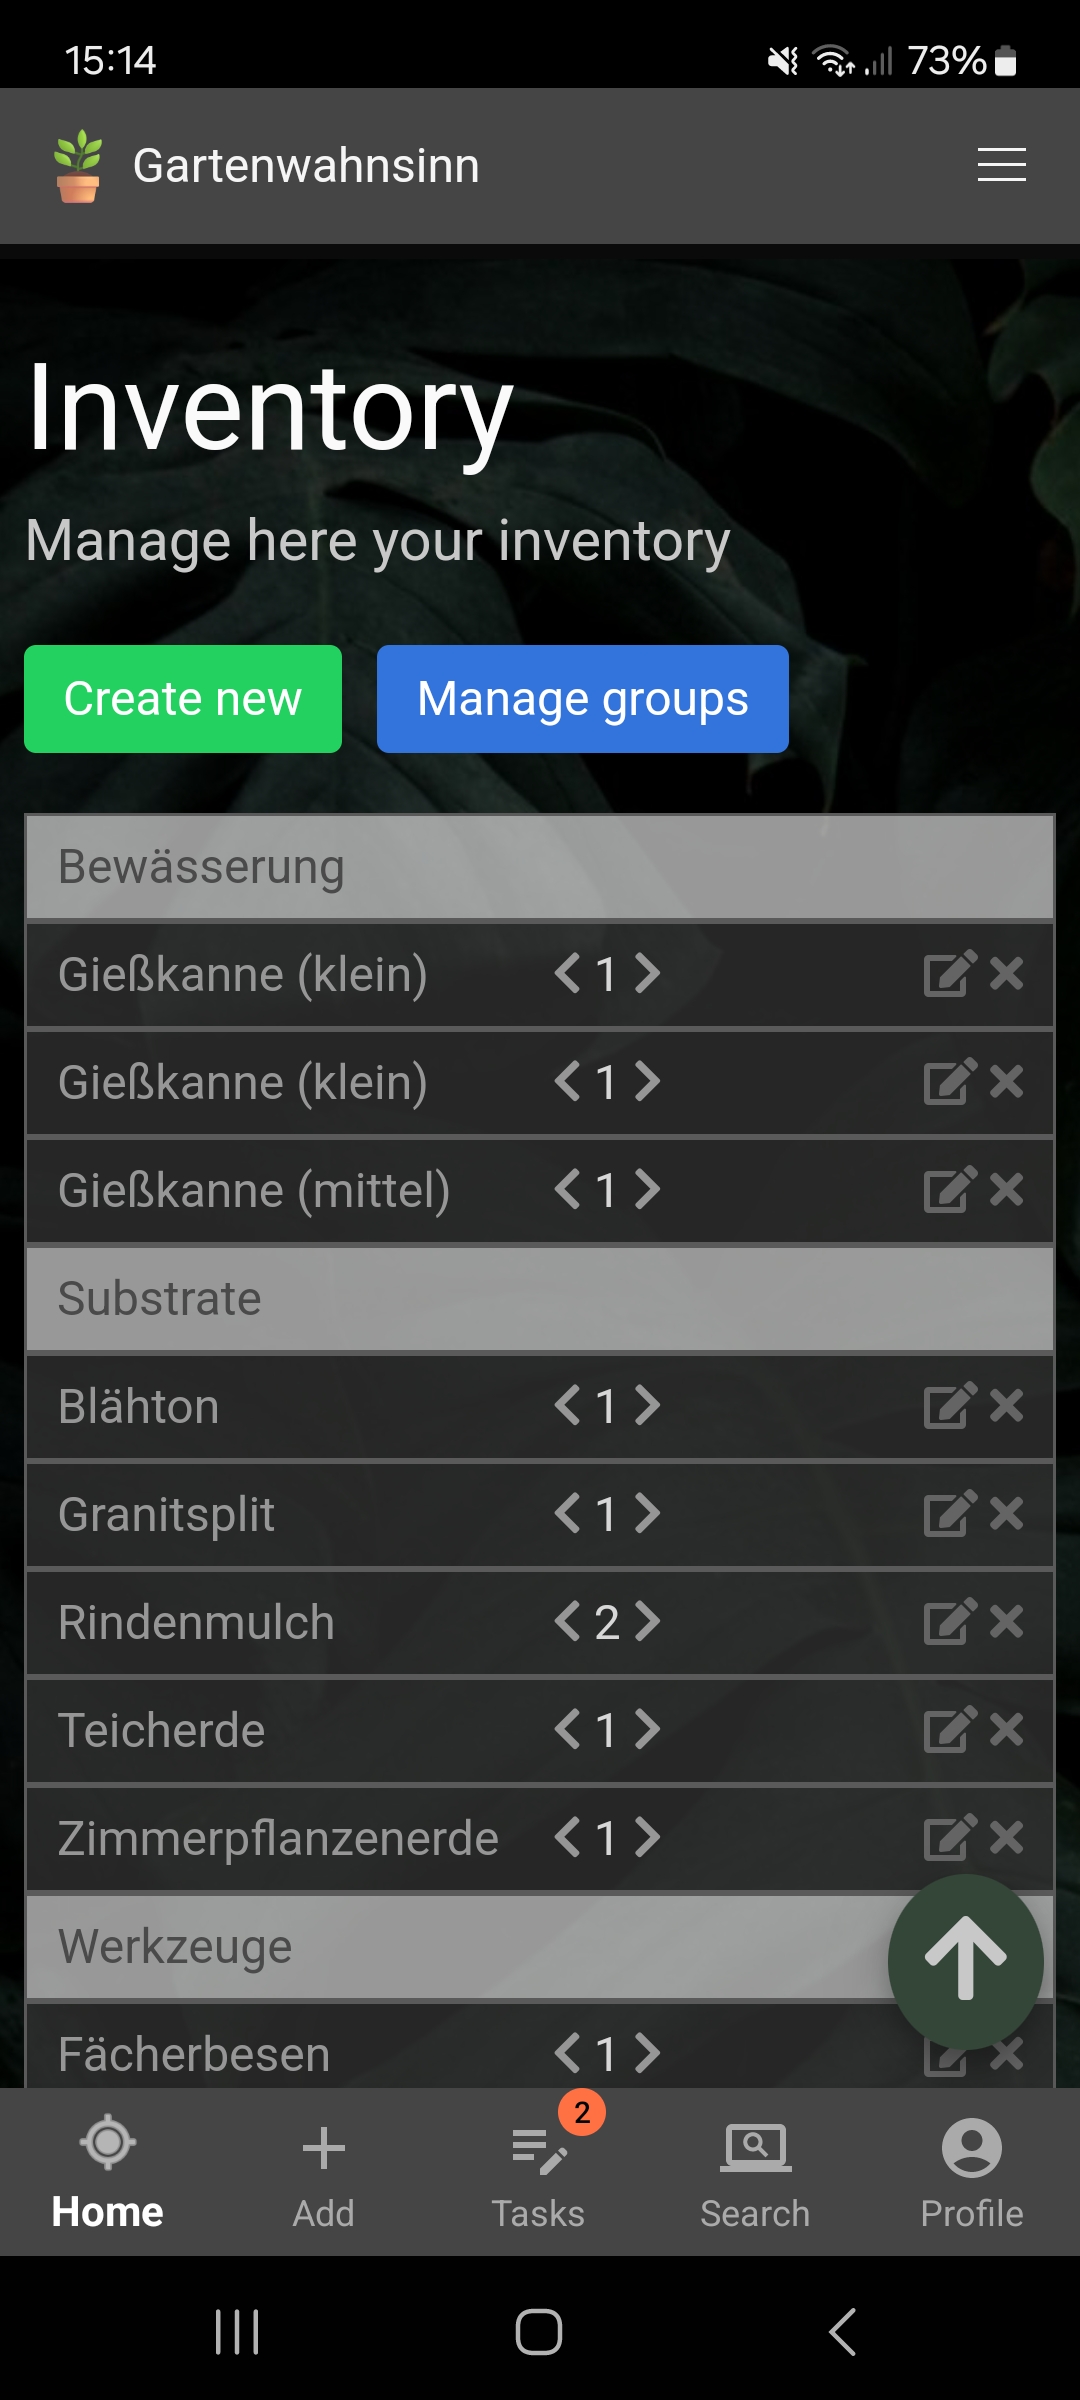 15:14 73%
Gartenwahnsinn
Inventory
Manage here your inventory
Create new Manage groups
Bewässerung
Gießkanne (klein) 1
Gießkanne (klein) 1
Gießkanne (mittel) 1
Substrate
Blähton 1
Granitsplit 1
Rindenmulch 2
Teicherde 1
Zimmerpflanzenerde 1
Werkzeuge
Fächerbesen 1
2
Home Add Tasks Search Profile